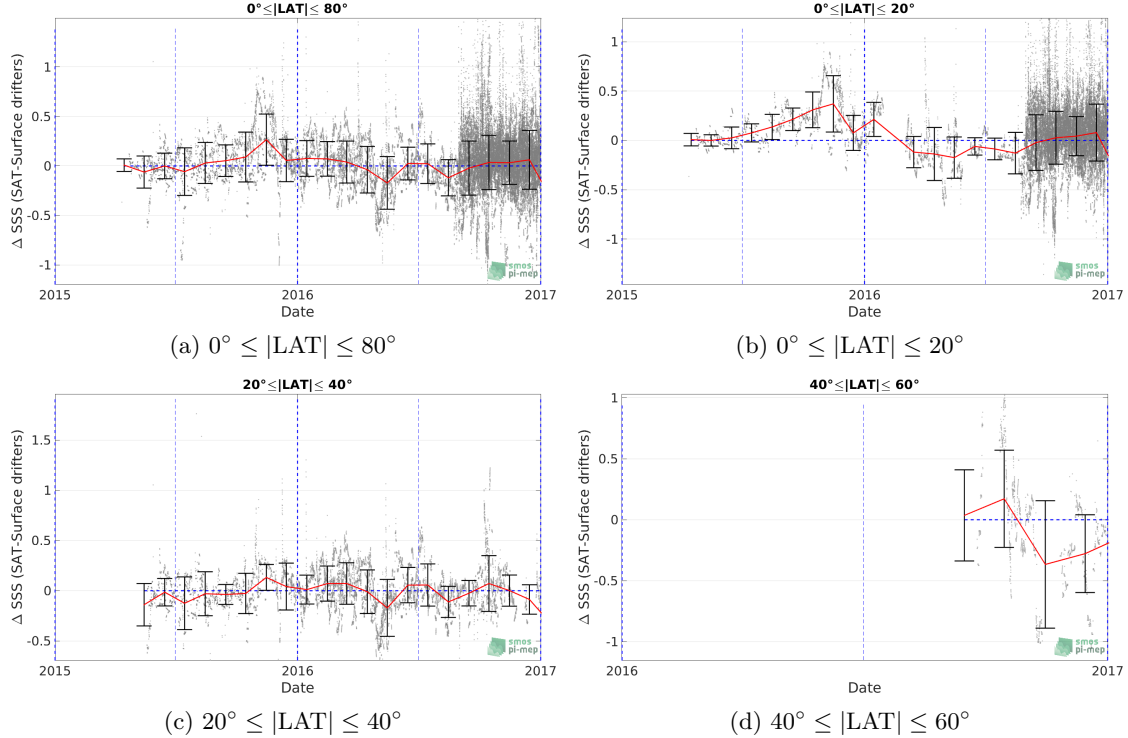 0°≤|LAT|≤ 80°
Δ SSS (SAT-Surface drifters)
1
0.5
0
-0.5
-1
2015
2016
2017
Date
smos
pi-mep
(a) 0° ≤ |LAT| ≤ 80°
0°≤|LAT|≤ 20°
Δ SSS (SAT-Surface drifters)
1
0.5
0
-0.5
-1
2015
2016
2017
Date
smos
pi-mep
(b) 0° ≤ |LAT| ≤ 20°
20°≤|LAT|≤ 40°
Δ SSS (SAT-Surface drifters)
1.5
1
0.5
0
-0.5
2015
2016
2017
Date
smos
pi-mep
(c) 20° ≤ |LAT| ≤ 40°
40°≤|LAT|≤ 60°
Δ SSS (SAT-Surface drifters)
1
0.5
0
-0.5
-1
2016
2016
2017
Date
smos
pi-mep
(d) 40° ≤ |LAT| ≤ 60°